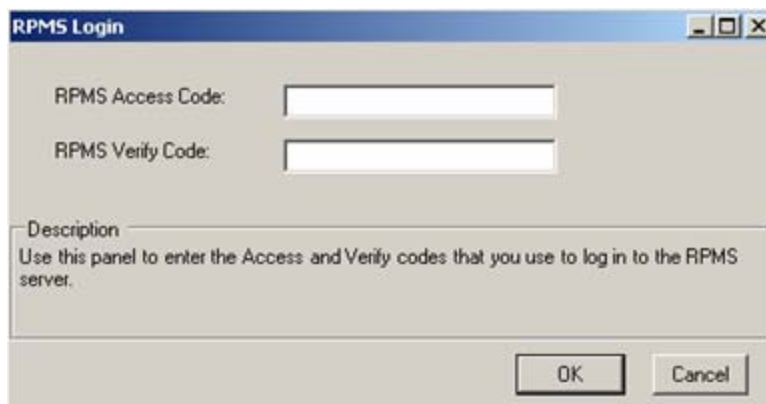 RPMS Login
RPMS Access Code:
RPMS Verify Code:
Description
Use this panel to enter the Access and Verify codes that you use to log in to the RPMS
server.
OK
Cancel